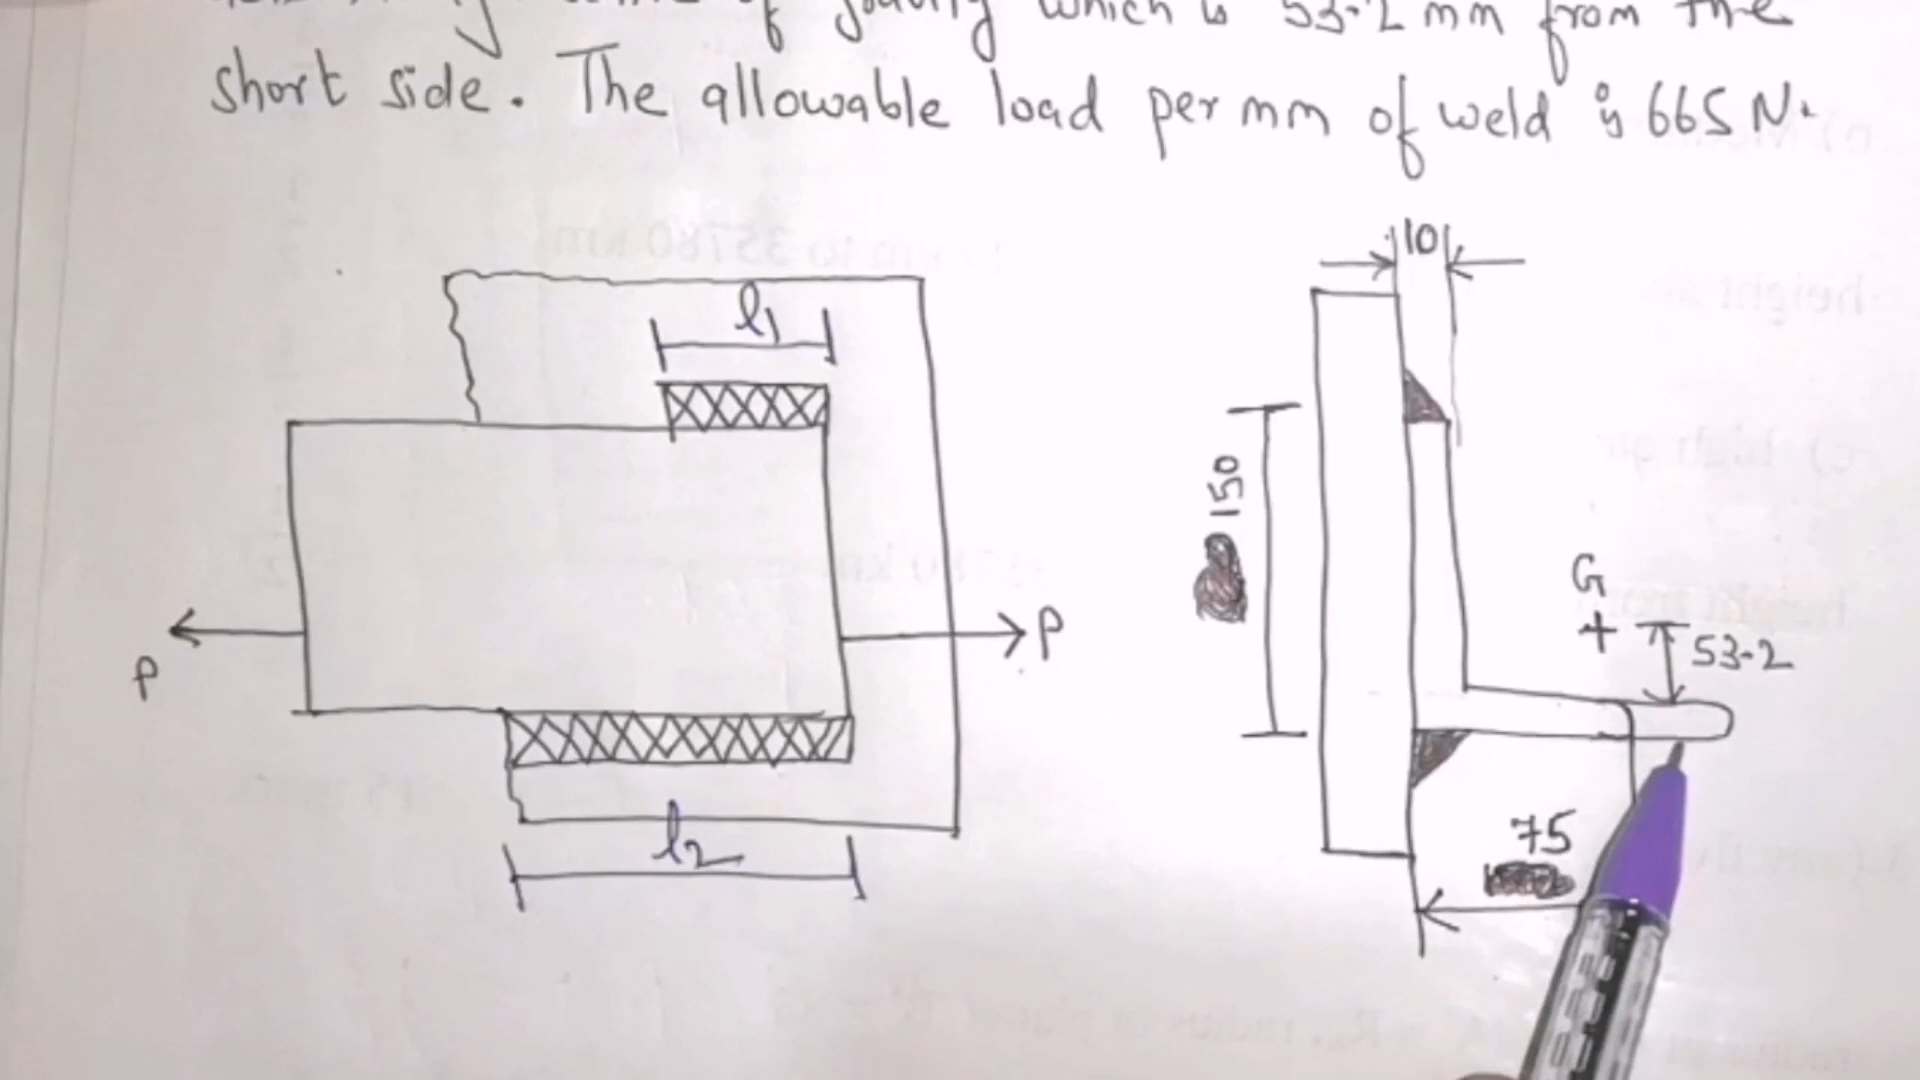 of gravity which is 53.2 mm from the
short side. The allowable load per mm of weld is 665 N.
10
l1
150
G
+
53.2
P
P
l2
75